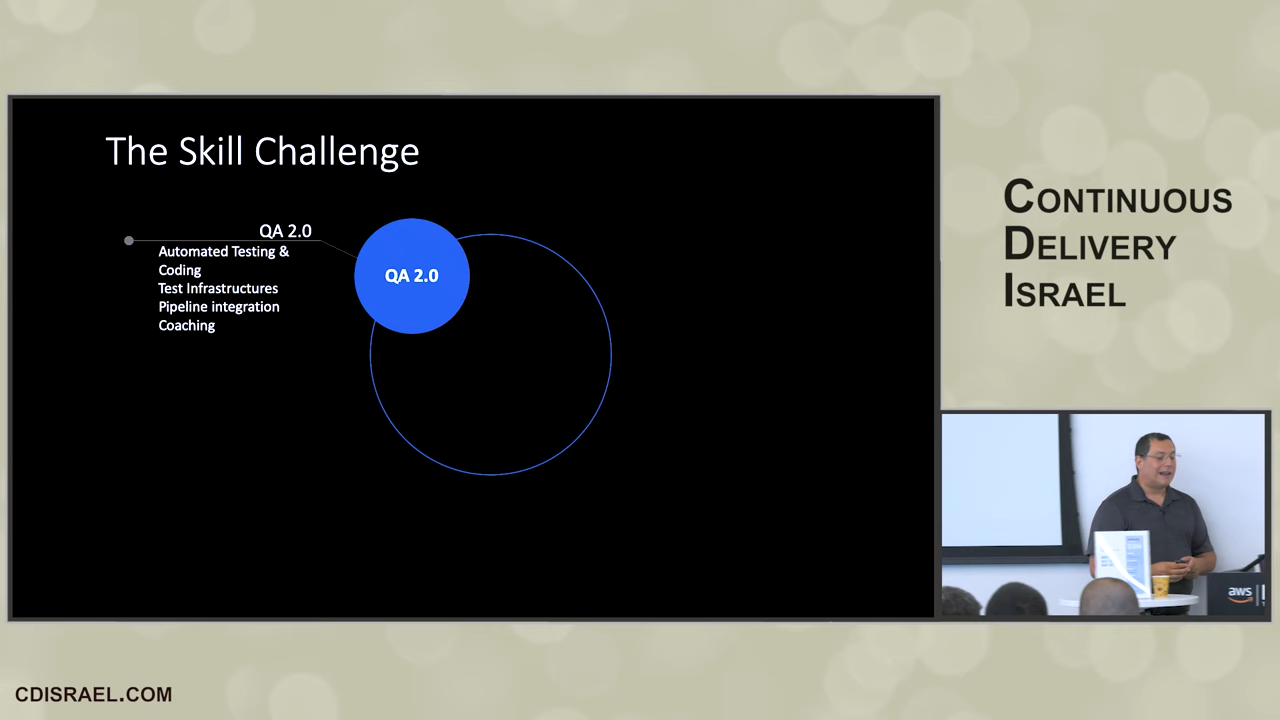 The Skill Challenge
QA 2.0
Automated Testing &
Coding
Test Infrastructures
Pipeline integration
Coaching
QA 2.0
CONTINUOUS
DELIVERY
ISRAEL
aws
CDISRAEL.COM